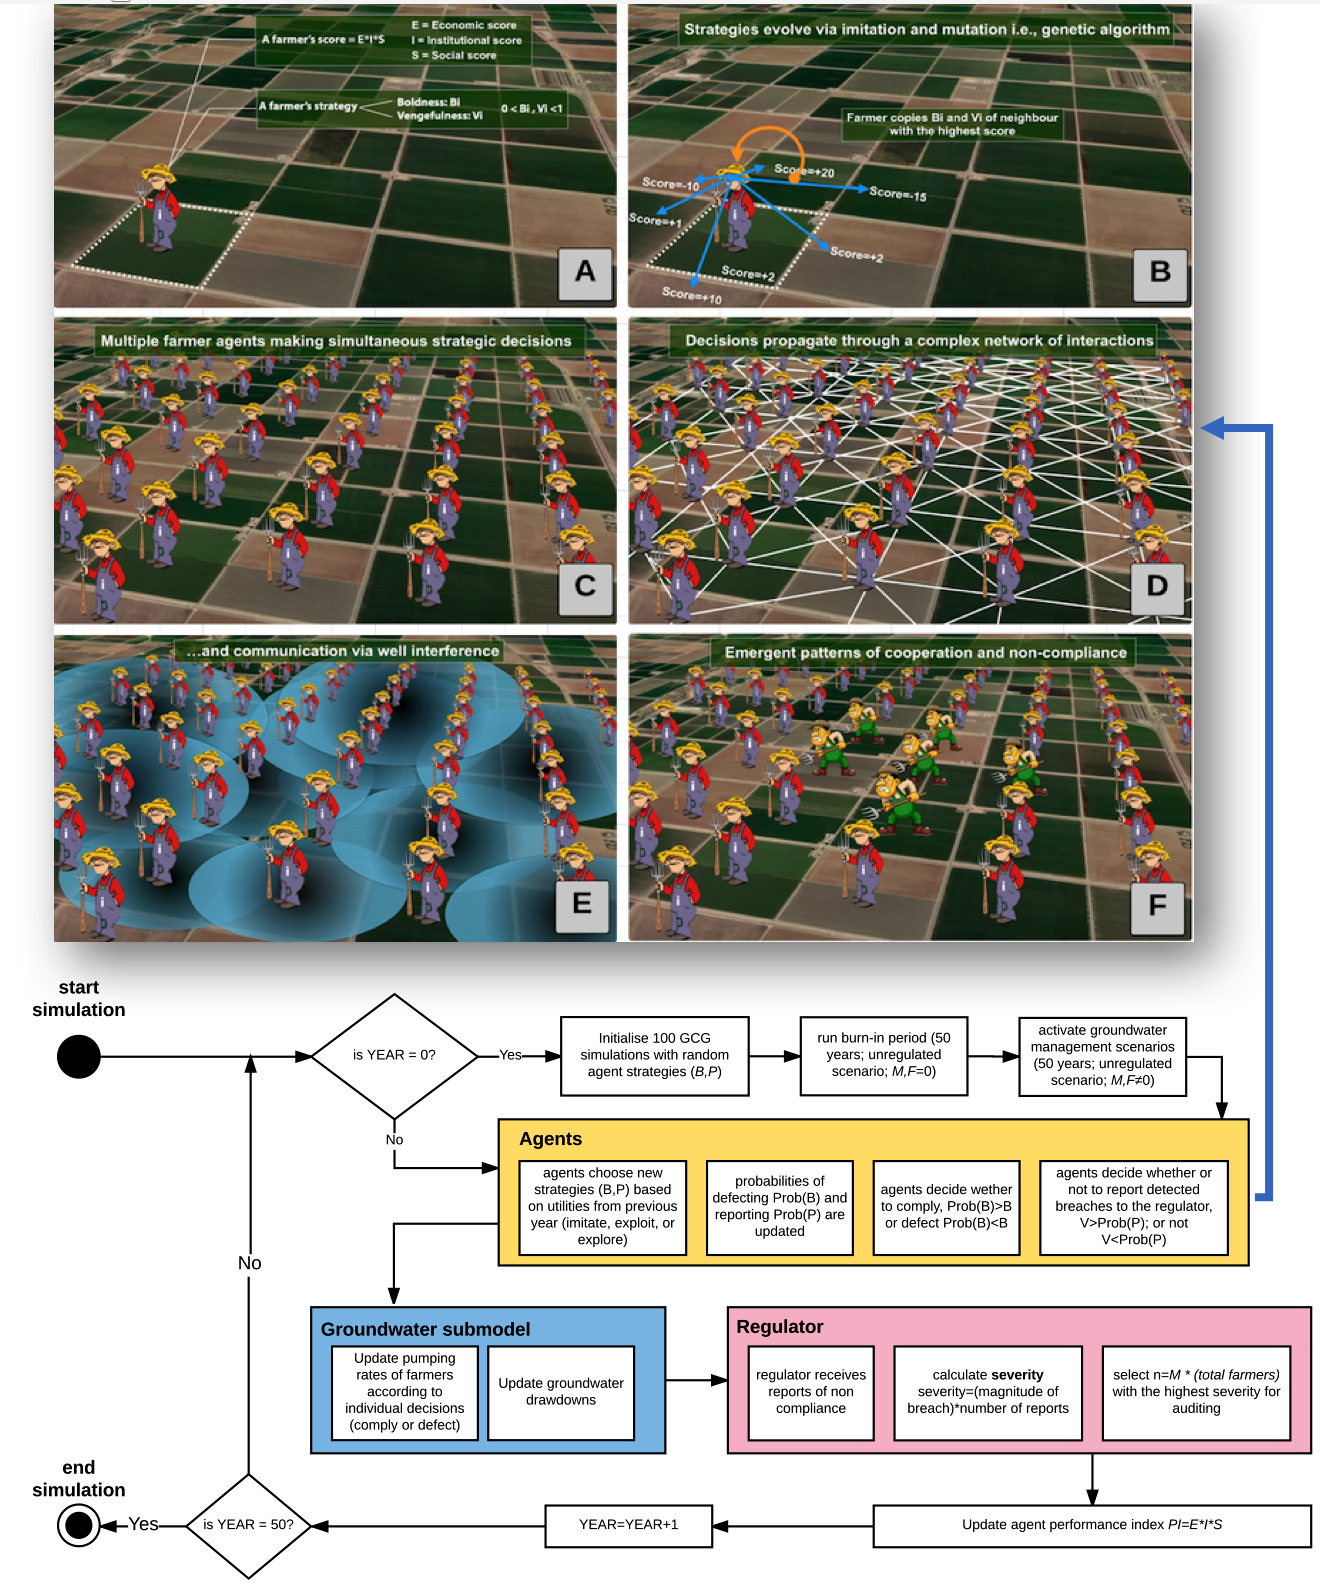 A farmer's score = E*I*S
E = Economic score
I = Institutional score
S = Social score
A farmer's strategy
Boldness: Bi
Vengefulness: Vi
0 < Bi , Vi <1
A
Strategies evolve via imitation and mutation i.e., genetic algorithm
Farmer copies Bi and Vi of neighbour
with the highest score
Score=+20
Score=-10
Score=-15
Score=+1
Score=+2
Score=+2
Score=+10
B
Multiple farmer agents making simultaneous strategic decisions
C
Decisions propagate through a complex network of interactions
D
...and communication via well interference
E
Emergent patterns of cooperation and non-compliance
F
start
simulation
is YEAR = 0?
Yes
Initialise 100 GCG
simulations with random
agent strategies (B,P)
run burn-in period (50
years; unregulated
scenario; M,F=0)
activate groundwater
management scenarios
(50 years; unregulated
scenario; M,F≠0)
No
Agents
agents choose new
strategies (B,P) based
on utilities from previous
year (imitate, exploit, or
explore)
probabilities of
defecting Prob(B) and
reporting Prob(P) are
updated
agents decide wether
to comply, Prob(B)>B
or defect Prob(B)<B
agents decide whether or
not to report detected
breaches to the regulator,
V>Prob(P); or not
V<Prob(P)
No
Groundwater submodel
Update pumping
rates of farmers
according to
individual decisions
(comply or defect)
Update groundwater
drawdowns
Regulator
regulator receives
reports of non
compliance
calculate severity
severity=(magnitude of
breach)*number of reports
select n=M * (total farmers)
with the highest severity for
auditing
end
simulation
Yes
is YEAR = 50?
YEAR=YEAR+1
Update agent performance index PI=E*I*S